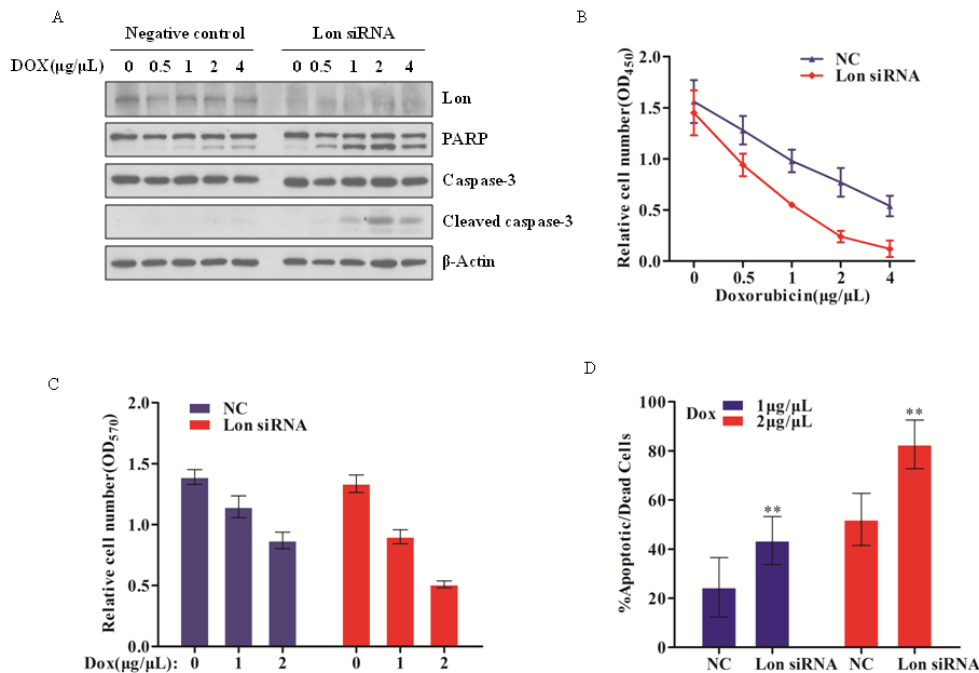 A
Negative control Lon siRNA
DOX(μg/μL) 0 0.5 1 2 4 0 0.5 1 2 4
Lon
PARP
Caspase-3
Cleaved caspase-3
β-Actin
B
Relative cell number(OD450)
2.0
1.5
1.0
0.5
0.0
NC
Lon siRNA
0 0.5 1 2 4
Doxorubicin(μg/μL)
C
Relative cell number(OD570)
2.0
1.5
1.0
0.5
0.0
NC
Lon siRNA
Dox(μg/μL): 0 1 2 0 1 2
D
%Apoptotic/Dead Cells
100
80
60
40
20
0
Dox
1μg/μL
2μg/μL
**
**
NC Lon siRNA NC Lon siRNA